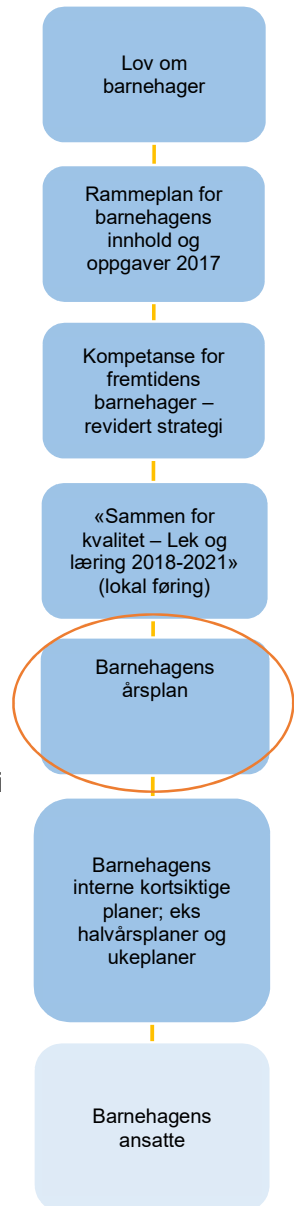 Lov om
barnehager
Rammeplan for
barnehagens
innhold og
oppgaver 2017
Kompetanse for
fremtidens
barnehager –
revidert strategi
«Sammen for
kvalitet – Lek og
læring 2018-2021»
(lokal føring)
Barnehagens
årsplan
i
Barnehagens
interne kortsiktige
planer; eks
halvårsplaner og
ukeplaner
Barnehagens
ansatte